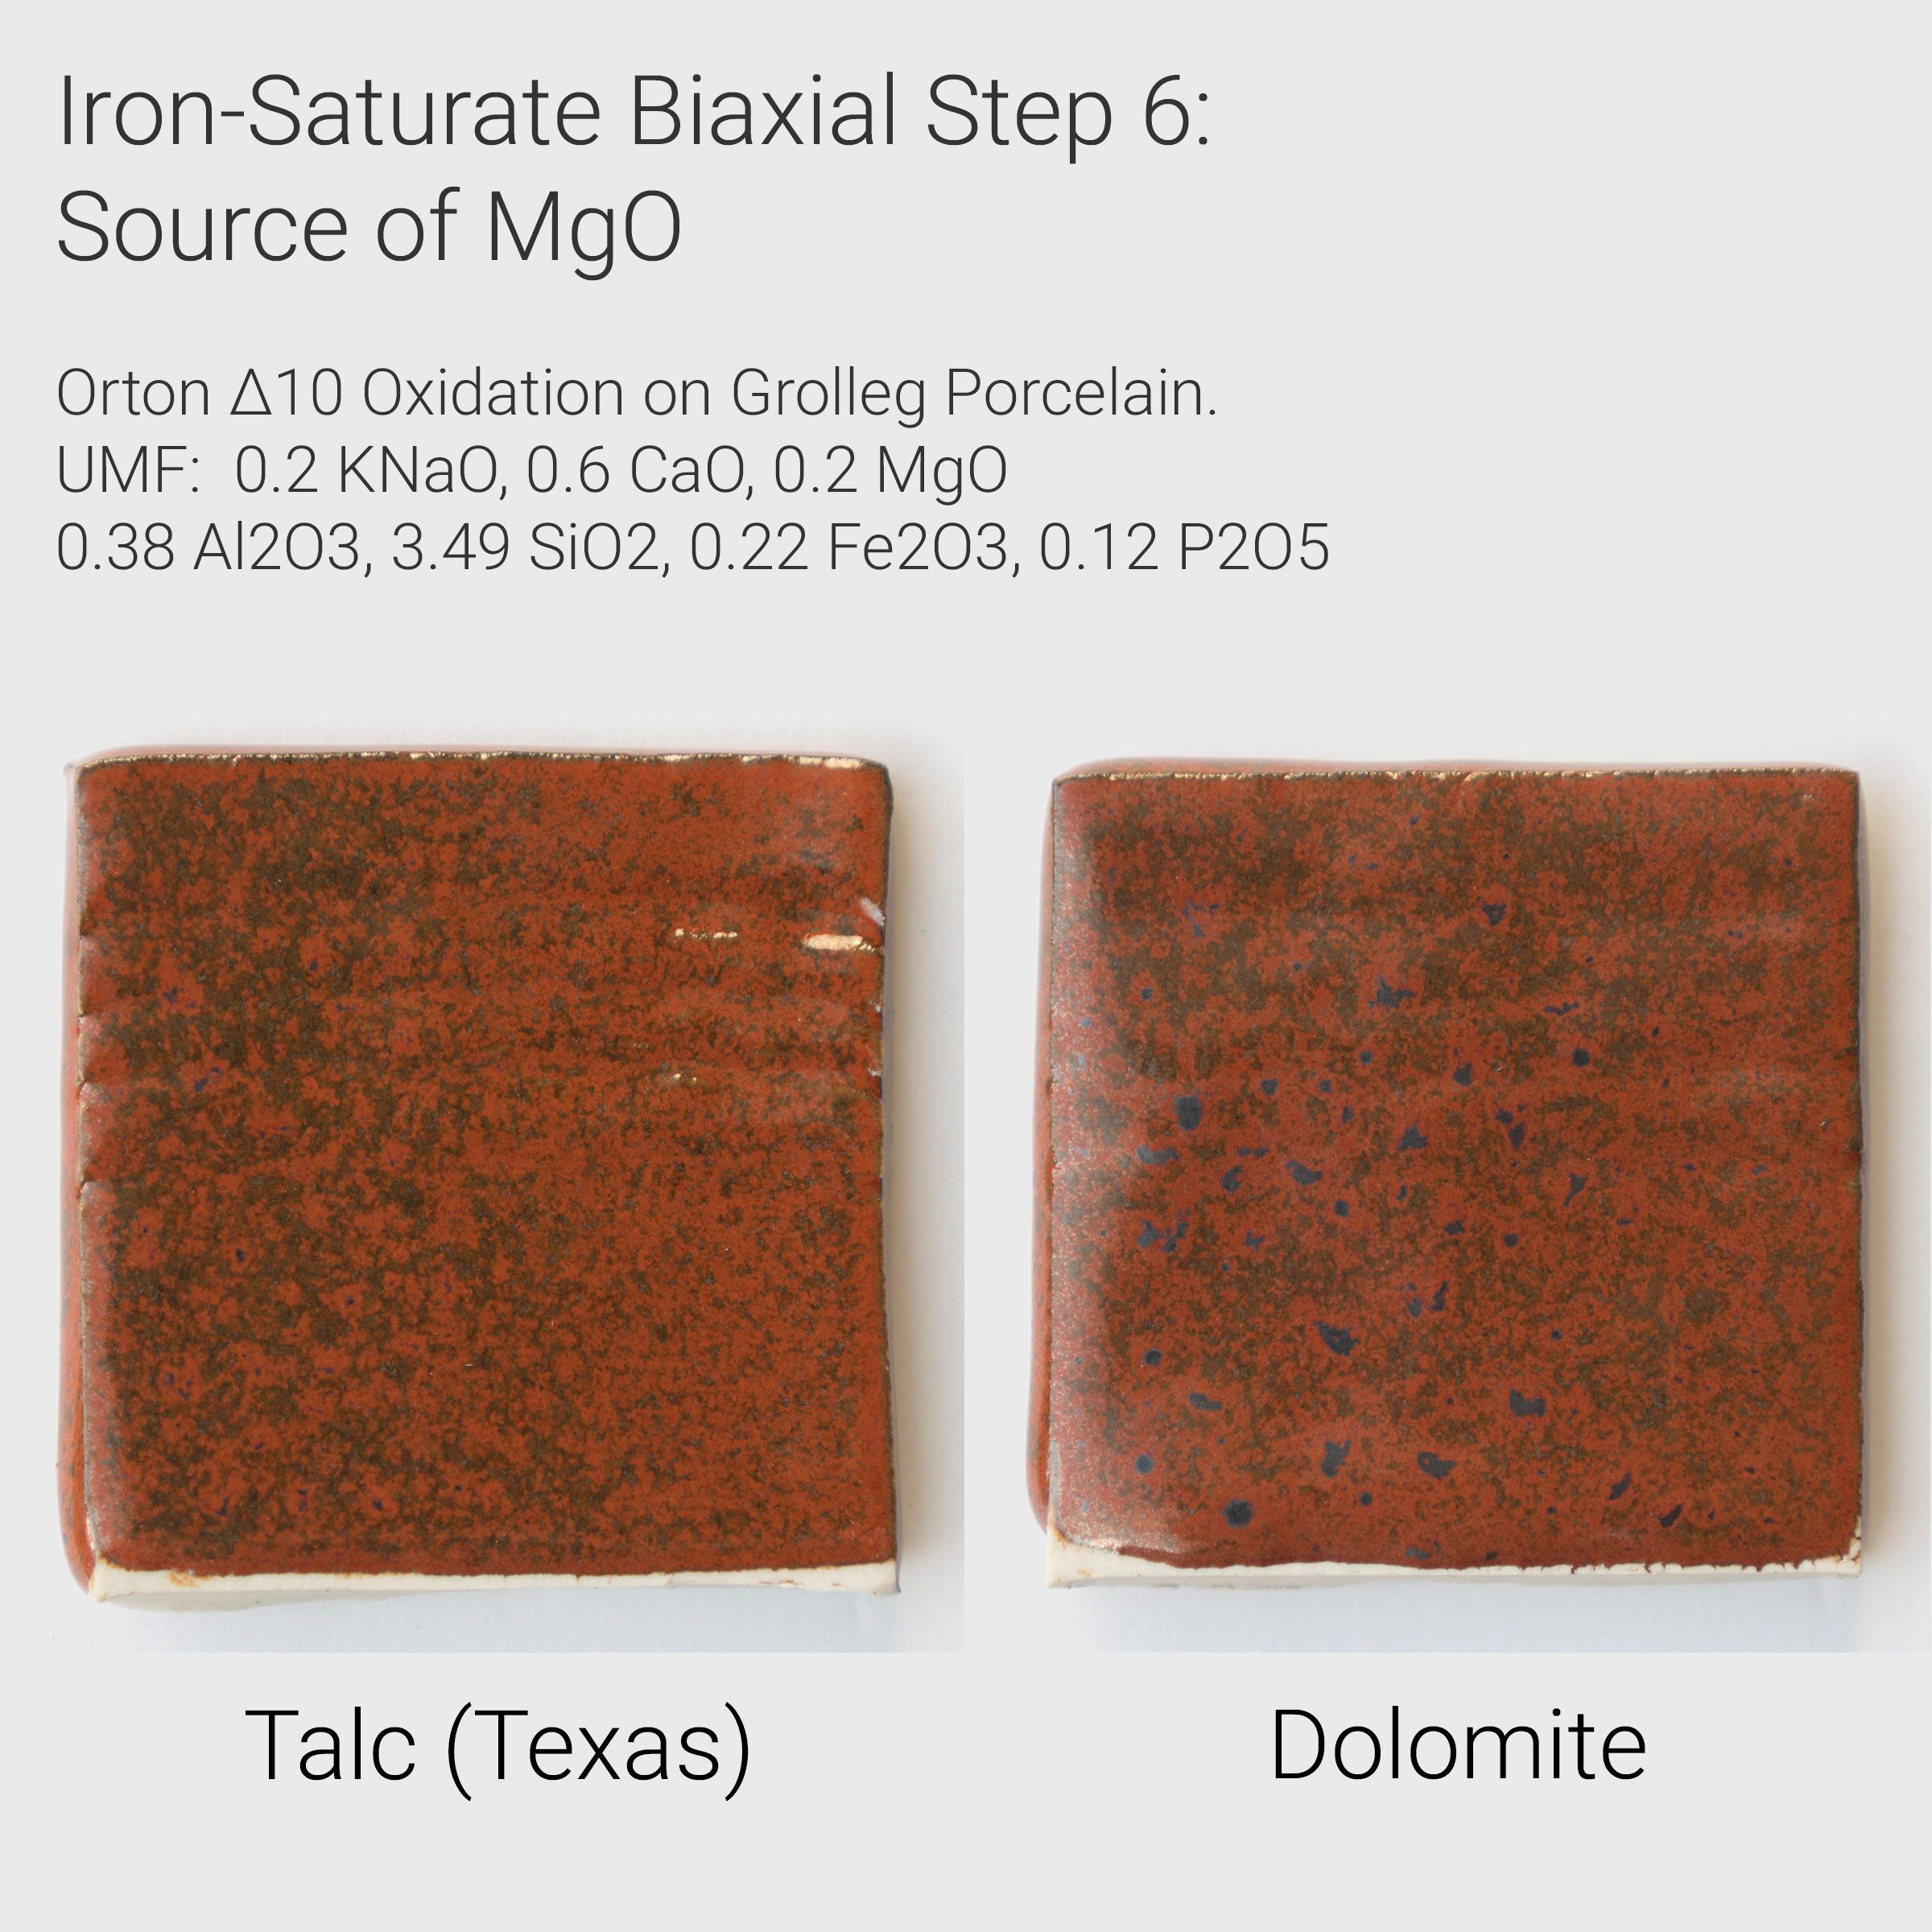 Iron-Saturate Biaxial Step 6:
Source of MgO
Orton Δ10 Oxidation on Grolleg Porcelain.
UMF:  0.2 KNaO, 0.6 CaO, 0.2 MgO
0.38 Al2O3, 3.49 SiO2, 0.22 Fe2O3, 0.12 P2O5
Talc (Texas)
Dolomite